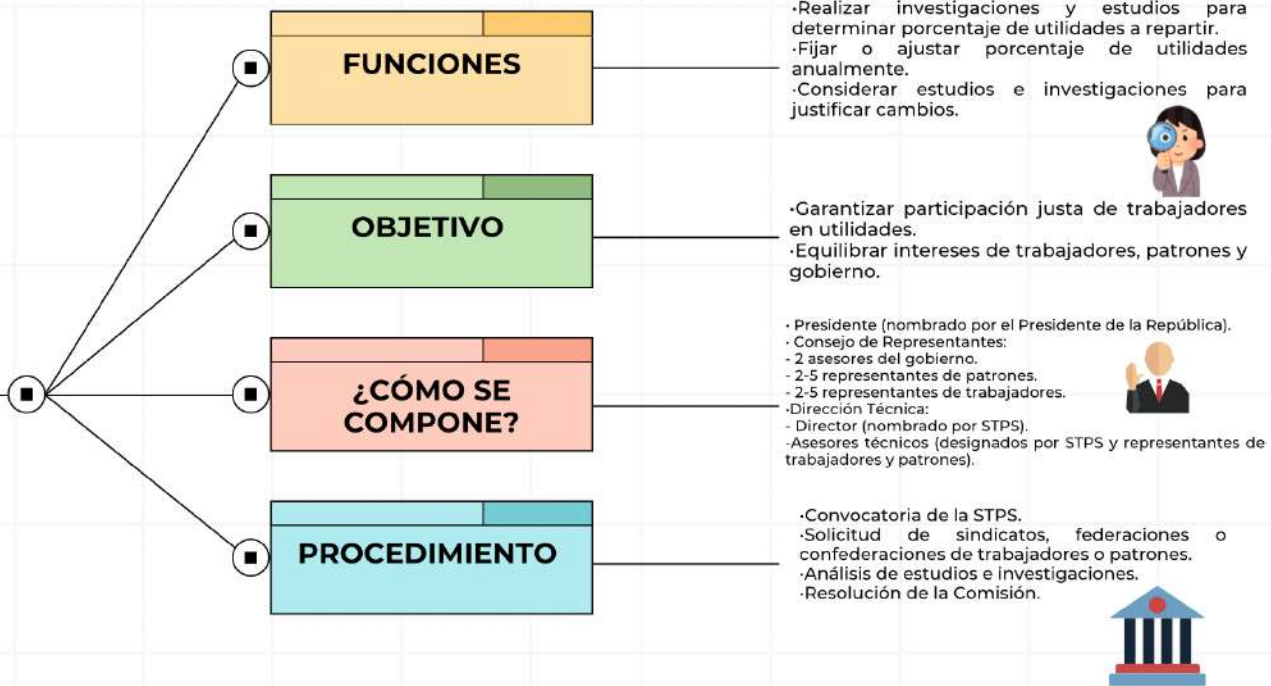 FUNCIONES
·Realizar investigaciones y estudios para
determinar porcentaje de utilidades a repartir.
·Fijar o ajustar porcentaje de utilidades
anualmente.
·Considerar estudios e investigaciones para
justificar cambios.
OBJETIVO
·Garantizar participación justa de trabajadores
en utilidades.
·Equilibrar intereses de trabajadores, patrones y
gobierno.
¿CÓMO SE
COMPONE?
· Presidente (nombrado por el Presidente de la República).
· Consejo de Representantes:
- 2 asesores del gobierno.
- 2-5 representantes de patrones.
- 2-5 representantes de trabajadores.
·Dirección Técnica:
- Director (nombrado por STPS).
-Asesores técnicos (designados por STPS y representantes de
trabajadores y patrones).
PROCEDIMIENTO
·Convocatoria de la STPS.
·Solicitud de sindicatos, federaciones o
confederaciones de trabajadores o patrones.
·Análisis de estudios e investigaciones.
·Resolución de la Comisión.